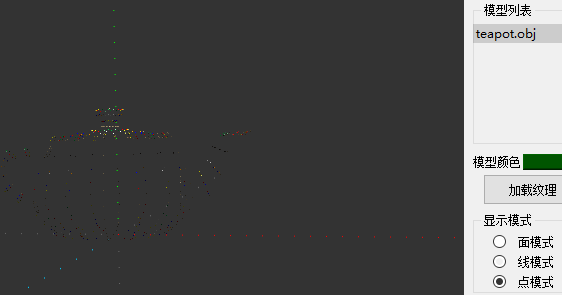 模型列表
teapot.obj
模型颜色
加载纹理
显示模式
面模式
线模式
点模式